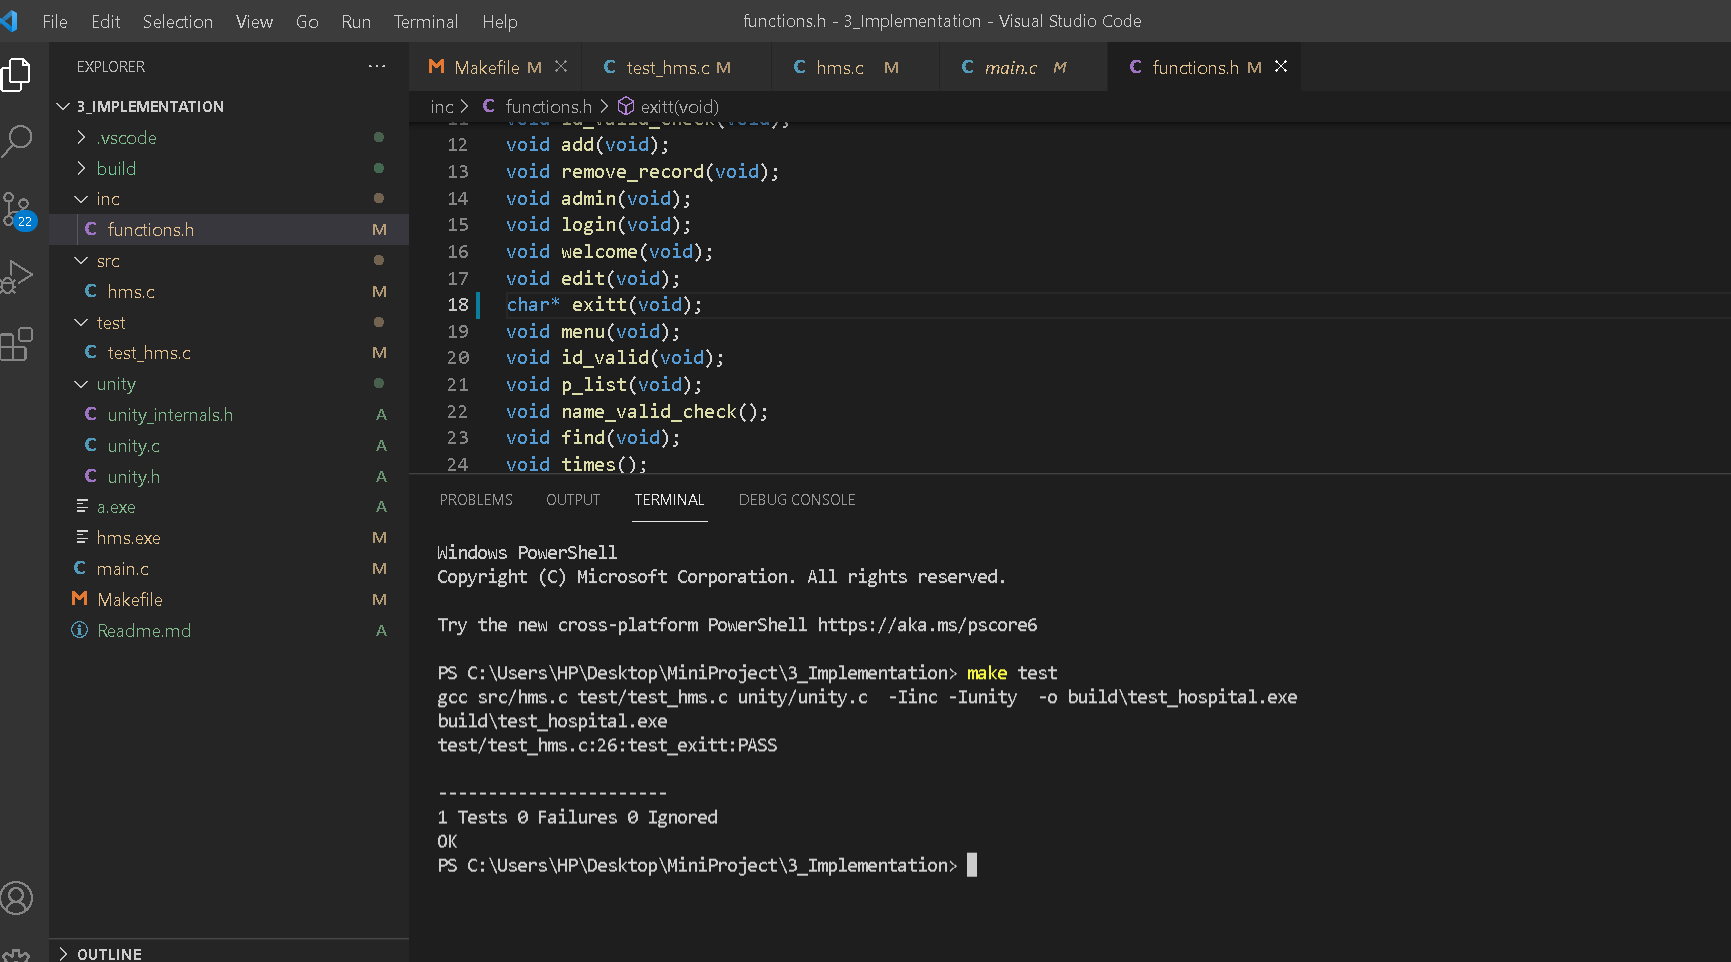 File Edit Selection View Go Run Terminal Help
functions.h - 3_Implementation - Visual Studio Code
EXPLORER
3_IMPLEMENTATION
.vscode
build
inc
functions.h M
src
hms.c M
test
test_hms.c M
unity
unity_internals.h A
unity.c A
unity.h A
a.exe A
hms.exe M
main.c M
Makefile M
Readme.md A
OUTLINE
22
Makefile M test_hms.c M hms.c M main.c M functions.h M
inc > functions.h > exitt(void)
11 void id_valid_check(void);
12 void add(void);
13 void remove_record(void);
14 void admin(void);
15 void login(void);
16 void welcome(void);
17 void edit(void);
18 char* exitt(void);
19 void menu(void);
20 void id_valid(void);
21 void p_list(void);
22 void name_valid_check();
23 void find(void);
24 void times();
PROBLEMS OUTPUT TERMINAL DEBUG CONSOLE
Windows PowerShell
Copyright (C) Microsoft Corporation. All rights reserved.
Try the new cross-platform PowerShell https://aka.ms/pscore6
PS C:\Users\HP\Desktop\MiniProject\3_Implementation> make test
gcc src/hms.c test/test_hms.c unity/unity.c  -Iinc -Iunity  -o build\test_hospital.exe
build\test_hospital.exe
test/test_hms.c:26:test_exitt:PASS
-----------------------
1 Tests 0 Failures 0 Ignored
OK
PS C:\Users\HP\Desktop\MiniProject\3_Implementation>